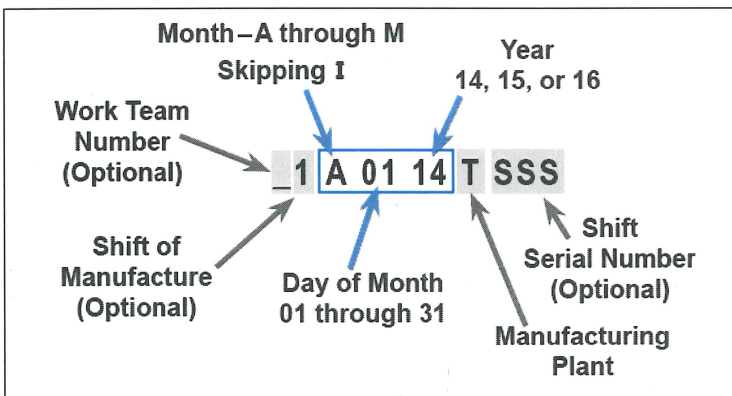 Month–A through M
Skipping I
Year
14, 15, or 16
Work Team
Number
(Optional)
_1 A 01 14 T SSS
Shift of
Manufacture
(Optional)
Day of Month
01 through 31
Shift
Serial Number
(Optional)
Manufacturing
Plant